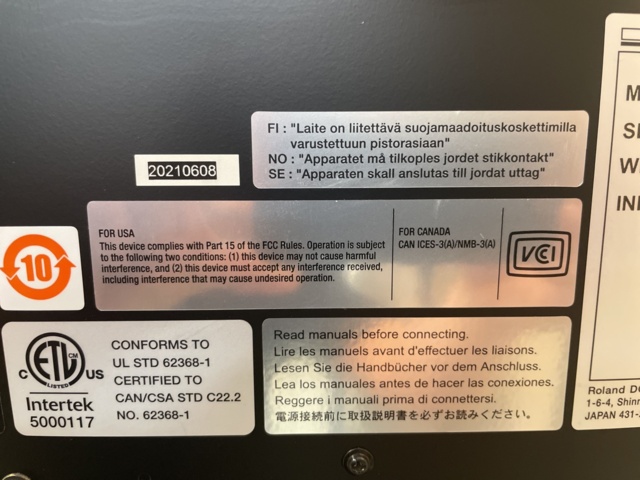 FI : "Laite on liitettävä suojamaadoituskoskettimilla
varustettuun pistorasiaan"
NO : "Apparatet må tilkoples jordet stikkontakt"
SE : "Apparaten skall anslutas till jordat uttag"
20210608
10
FOR USA
This device complies with Part 15 of the FCC Rules. Operation is subject
to the following two conditions: (1) this device may not cause harmful
interference, and (2) this device must accept any interference received,
including interference that may cause undesired operation.
FOR CANADA
CAN ICES-3(A)/NMB-3(A)
VCI
ETL CM
LISTED
C US
Intertek
5000117
CONFORMS TO
UL STD 62368-1
CERTIFIED TO
CAN/CSA STD C22.2
NO. 62368-1
Read manuals before connecting.
Lire les manuels avant d'effectuer les liaisons.
Lesen Sie die Handbücher vor dem Anschluss.
Lea los manuales antes de hacer las conexiones.
Reggere i manuali prima di connettersi.
電源接続前に取扱説明書を必ずお読みください。
Roland
1-6-4,
JAPAN